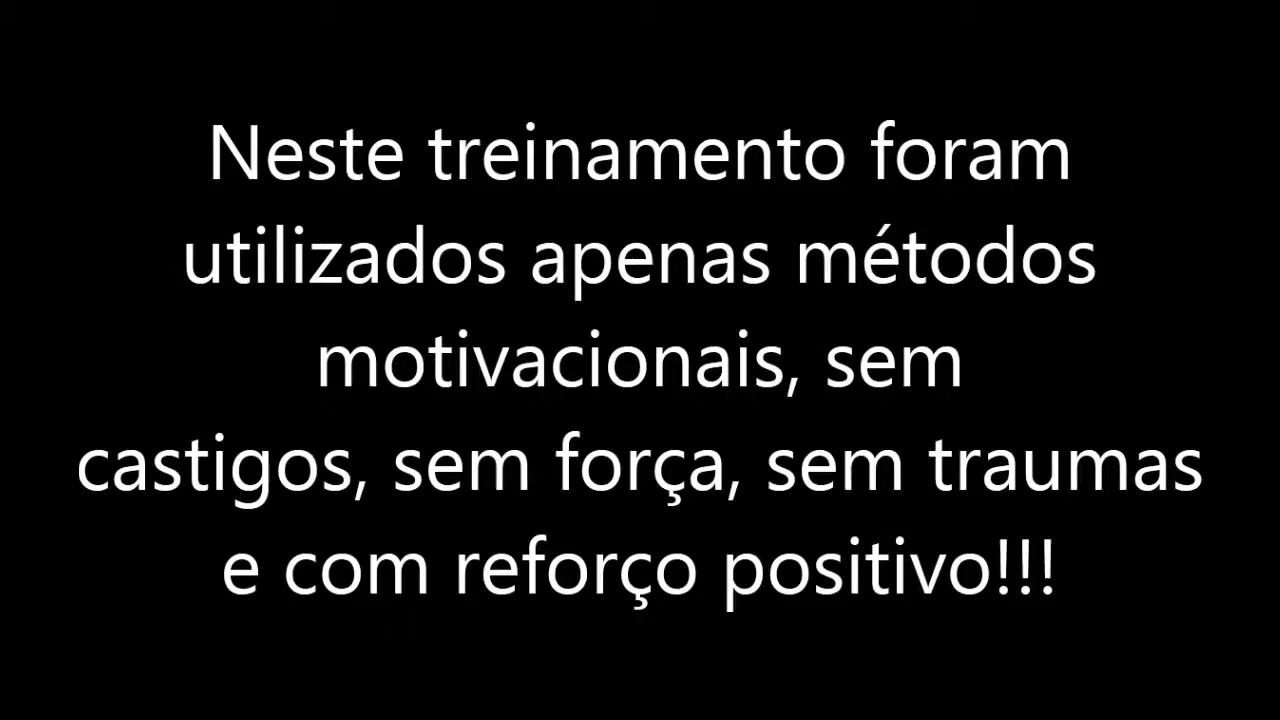 Neste treinamento foram
utilizados apenas métodos
motivacionais, sem
castigos, sem força, sem traumas
e com reforço positivo!!!